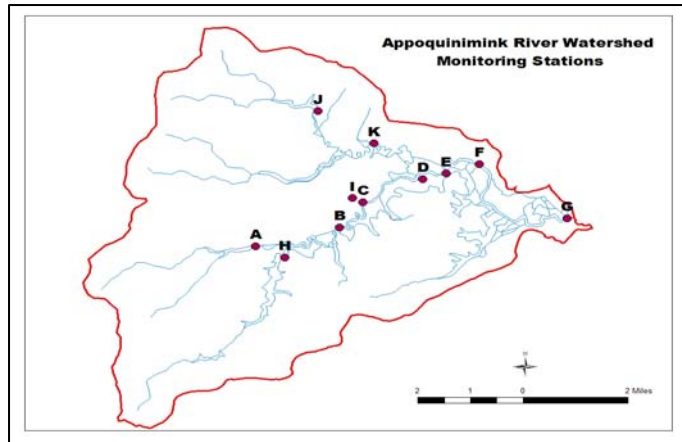 Appoquinimink River Watershed
Monitoring Stations
J
K
F
E
D
I C
G
B
A
H
N
2 1 0 2 Miles